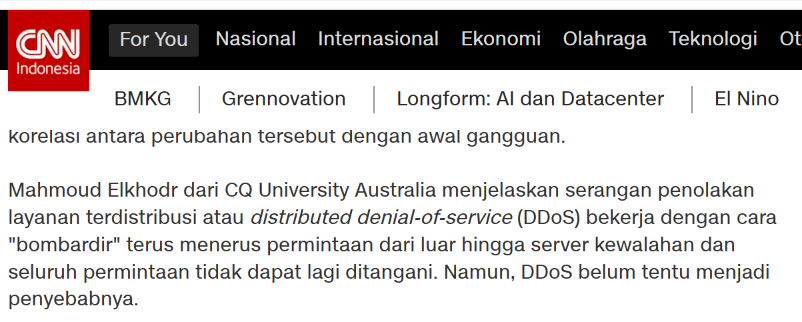 CNN
Indonesia
For You Nasional Internasional Ekonomi Olahraga Teknologi Ot
BMKG Grennovation Longform: AI dan Datacenter El Nino
korelasi antara perubahan tersebut dengan awal gangguan.
Mahmoud Elkhodr dari CQ University Australia menjelaskan serangan penolakan
layanan terdistribusi atau distributed denial-of-service (DDoS) bekerja dengan cara
"bombardir" terus menerus permintaan dari luar hingga server kewalahan dan
seluruh permintaan tidak dapat lagi ditangani. Namun, DDoS belum tentu menjadi
penyebabnya.